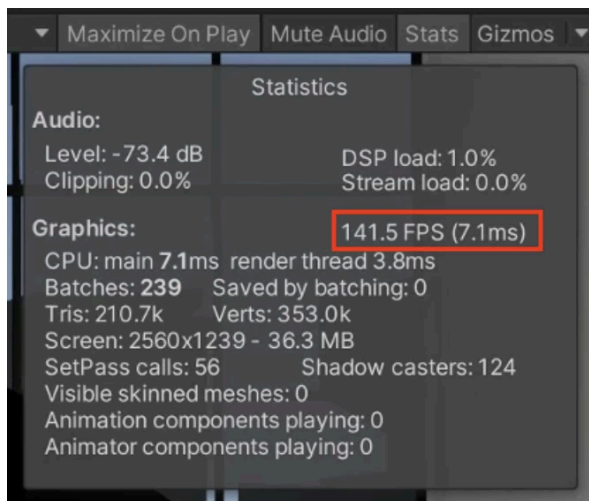 Maximize On Play Mute Audio Stats Gizmos
Statistics
Audio:
Level: -73.4 dB DSP load: 1.0%
Clipping: 0.0% Stream load: 0.0%
Graphics: 141.5 FPS (7.1ms)
CPU: main 7.1ms render thread 3.8ms
Batches: 239 Saved by batching: 0
Tris: 210.7k Verts: 353.0k
Screen: 2560x1239 - 36.3 MB
SetPass calls: 56 Shadow casters: 124
Visible skinned meshes: 0
Animation components playing: 0
Animator components playing: 0